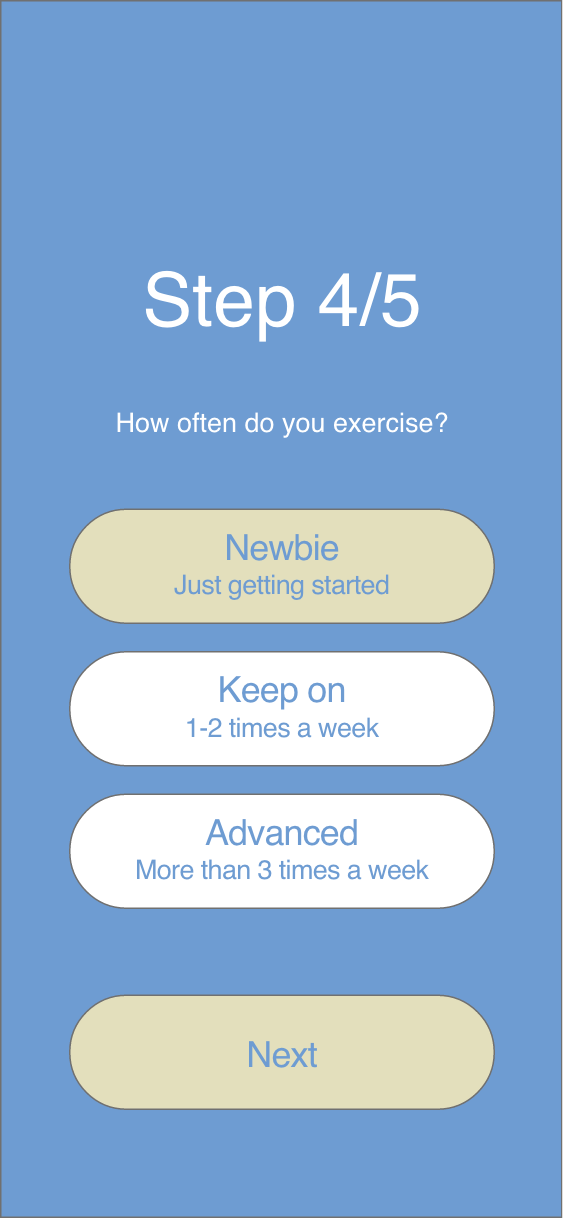 Step 4/5
How often do you exercise?
Newbie
Just getting started
Keep on
1-2 times a week
Advanced
More than 3 times a week
Next